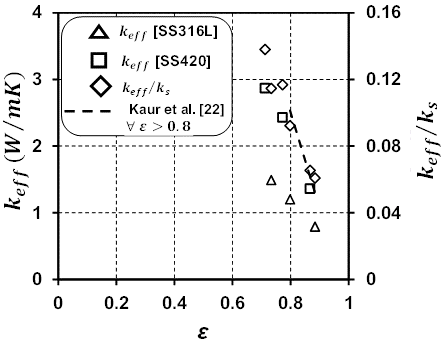 k_eff [SS316L]
k_eff [SS420]
k_eff/k_s
Kaur et al. [22]
∀ ε > 0.8
k_eff (W/mK)
4
3
2
1
0
k_eff/k_s
0.16
0.12
0.08
0.04
0
0 0.2 0.4 0.6 0.8 1
ε